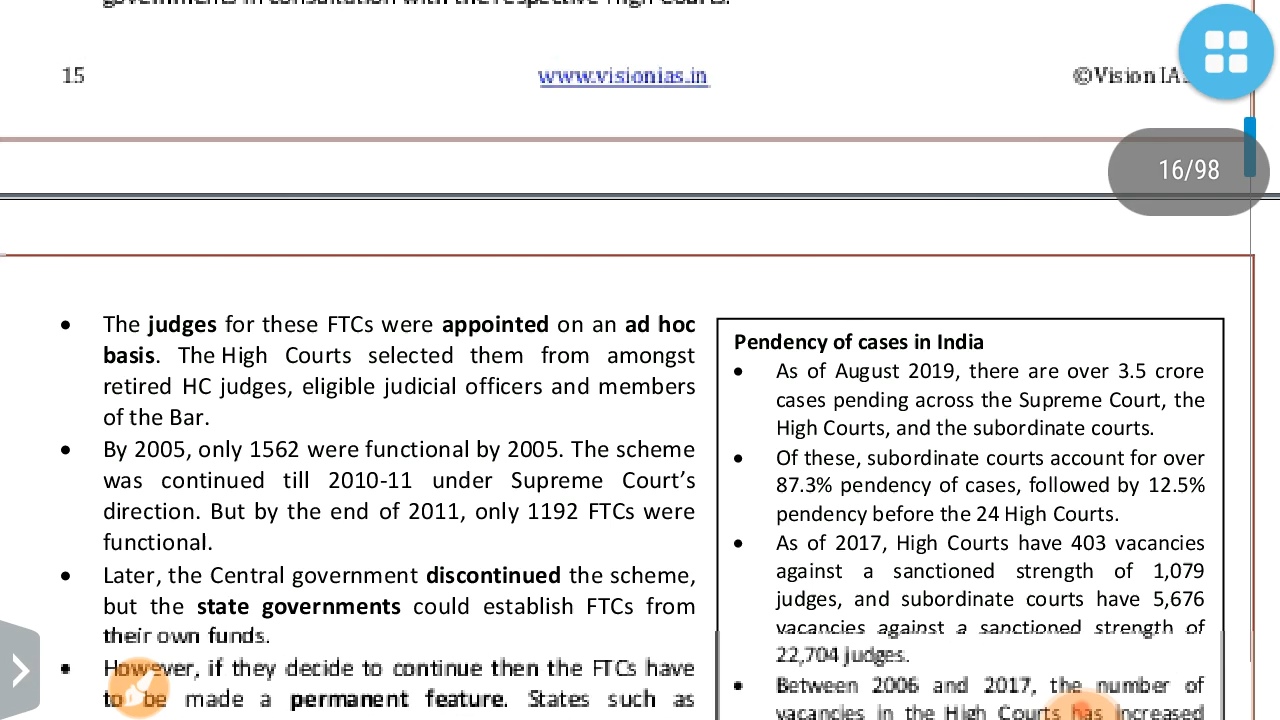 governments in consultation with the respective High Courts.
15
www.visionias.in
©Vision IAS
16/98
• The judges for these FTCs were appointed on an ad hoc
basis. The High Courts selected them from amongst
retired HC judges, eligible judicial officers and members
of the Bar.
• By 2005, only 1562 were functional by 2005. The scheme
was continued till 2010-11 under Supreme Court’s
direction. But by the end of 2011, only 1192 FTCs were
functional.
• Later, the Central government discontinued the scheme,
but the state governments could establish FTCs from
their own funds.
• However, if they decide to continue then the FTCs have
to be made a permanent feature. States such as
Pendency of cases in India
• As of August 2019, there are over 3.5 crore
cases pending across the Supreme Court, the
High Courts, and the subordinate courts.
• Of these, subordinate courts account for over
87.3% pendency of cases, followed by 12.5%
pendency before the 24 High Courts.
• As of 2017, High Courts have 403 vacancies
against a sanctioned strength of 1,079
judges, and subordinate courts have 5,676
vacancies against a sanctioned strength of
22,704 judges.
• Between 2006 and 2017, the number of
vacancies in the High Courts has increased